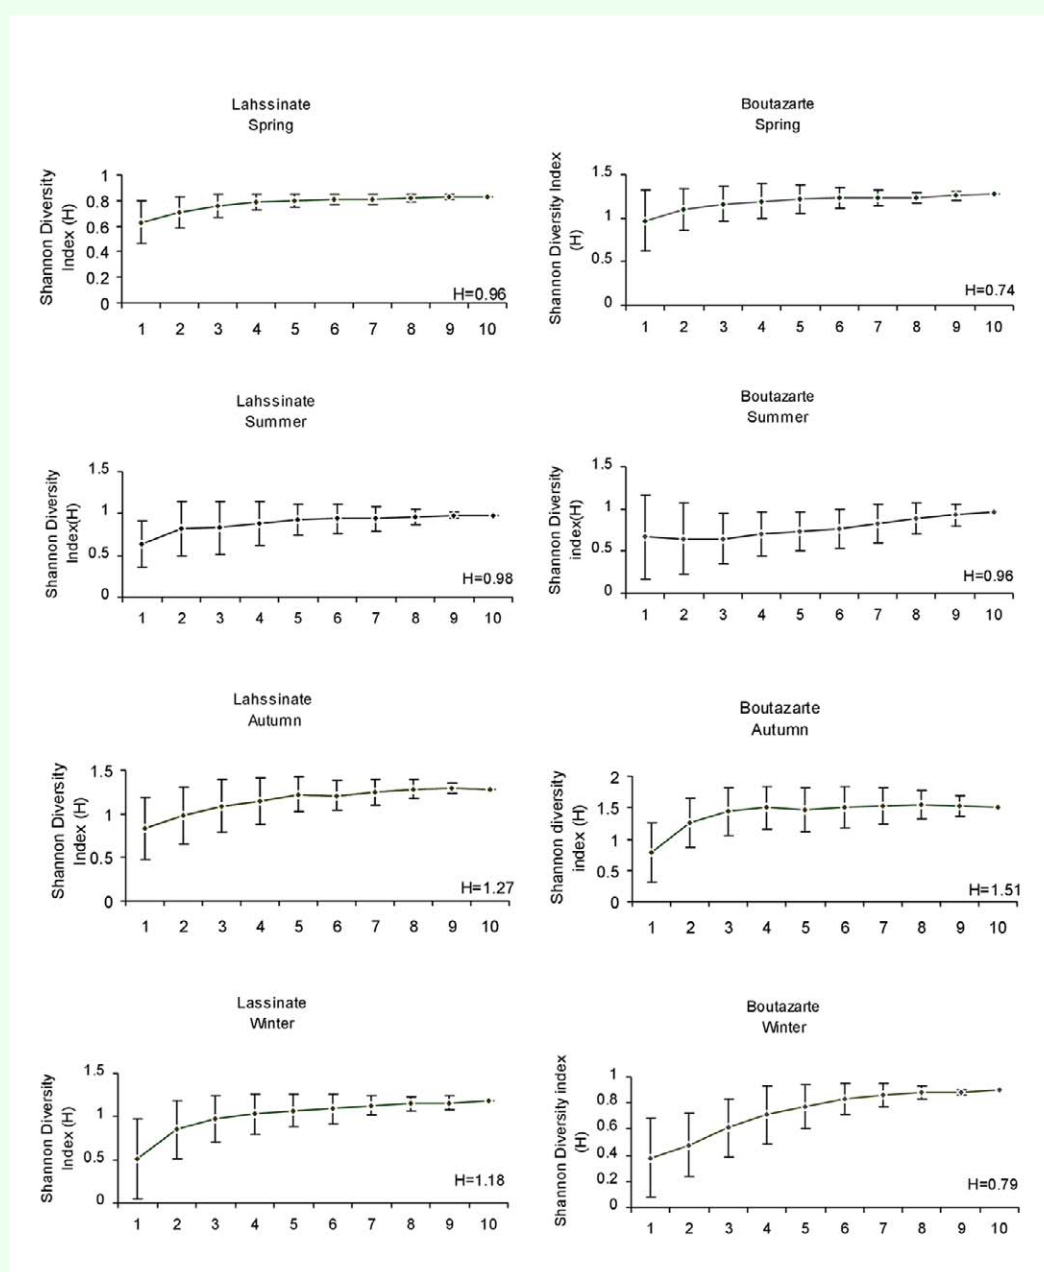 Lahssinate
Spring
Shannon Diversity
Index (H)
1
0.8
0.6
0.4
0.2
0
H=0.96
1 2 3 4 5 6 7 8 9 10
Boutazarte
Spring
Shannon Diversity Index
(H)
1.5
1
0.5
0
H=0.74
1 2 3 4 5 6 7 8 9 10
Lahssinate
Summer
Shannon Diversity
Index(H)
1.5
1
0.5
0
H=0.98
1 2 3 4 5 6 7 8 9 10
Boutazarte
Summer
Shannon Diversity
index(H)
1.5
1
0.5
0
H=0.96
1 2 3 4 5 6 7 8 9 10
Lahssinate
Autumn
Shannon Diversity
Index (H)
1.5
1
0.5
0
H=1.27
1 2 3 4 5 6 7 8 9 10
Boutazarte
Autumn
Shannon diversity
index (H)
2
1.5
1
0.5
0
H=1.51
1 2 3 4 5 6 7 8 9 10
Lassinate
Winter
Shannon Diversity
Index (H)
1.5
1
0.5
0
H=1.18
1 2 3 4 5 6 7 8 9 10
Boutazarte
Winter
Shannon Diversity index
(H)
1
0.8
0.6
0.4
0.2
0
H=0.79
1 2 3 4 5 6 7 8 9 10